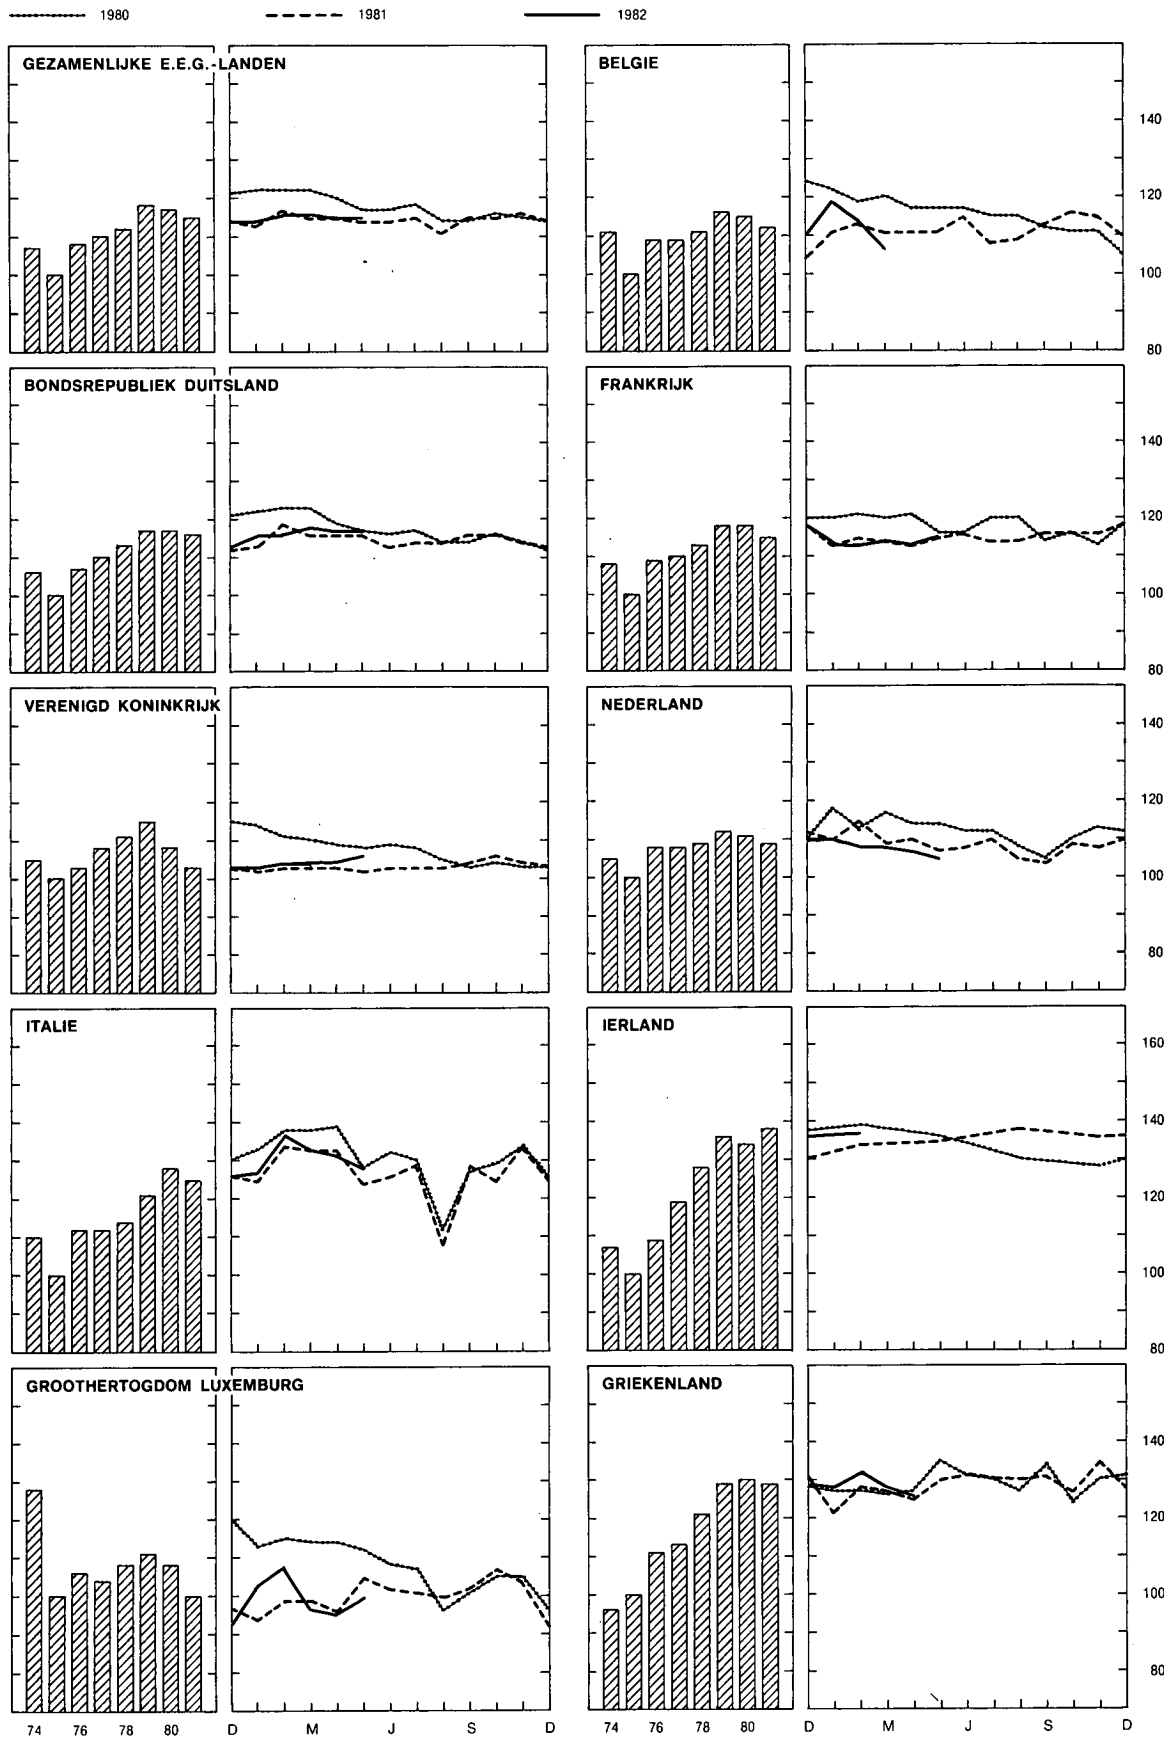 1980 1981 1982
GEZAMENLIJKE E.E.G.-LANDEN
BELGIE
140
120
100
80
BONDSREPUBLIEK DUITSLAND
FRANKRIJK
140
120
100
80
VERENIGD KONINKRIJK
NEDERLAND
140
120
100
80
ITALIE
IERLAND
160
140
120
100
80
GROOTHERTOGDOM LUXEMBURG
GRIEKENLAND
140
120
100
80
74 76 78 80 D M J S D 74 76 78 80 D M J S D